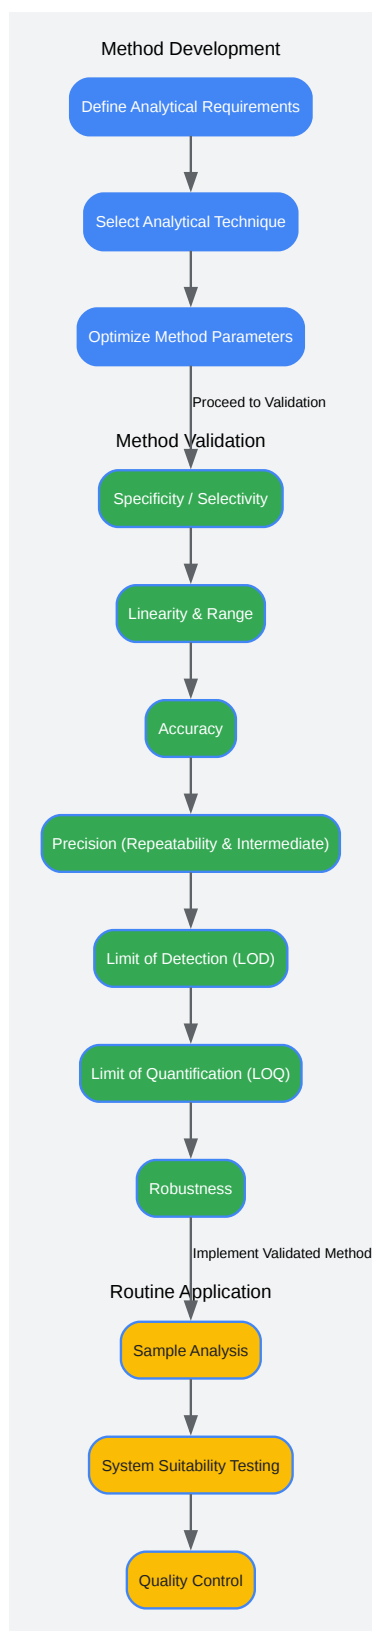 Method Development
Define Analytical Requirements
Select Analytical Technique
Optimize Method Parameters
Proceed to Validation
Method Validation
Specificity / Selectivity
Linearity & Range
Accuracy
Precision (Repeatability & Intermediate)
Limit of Detection (LOD)
Limit of Quantification (LOQ)
Robustness
Implement Validated Method
Routine Application
Sample Analysis
System Suitability Testing
Quality Control